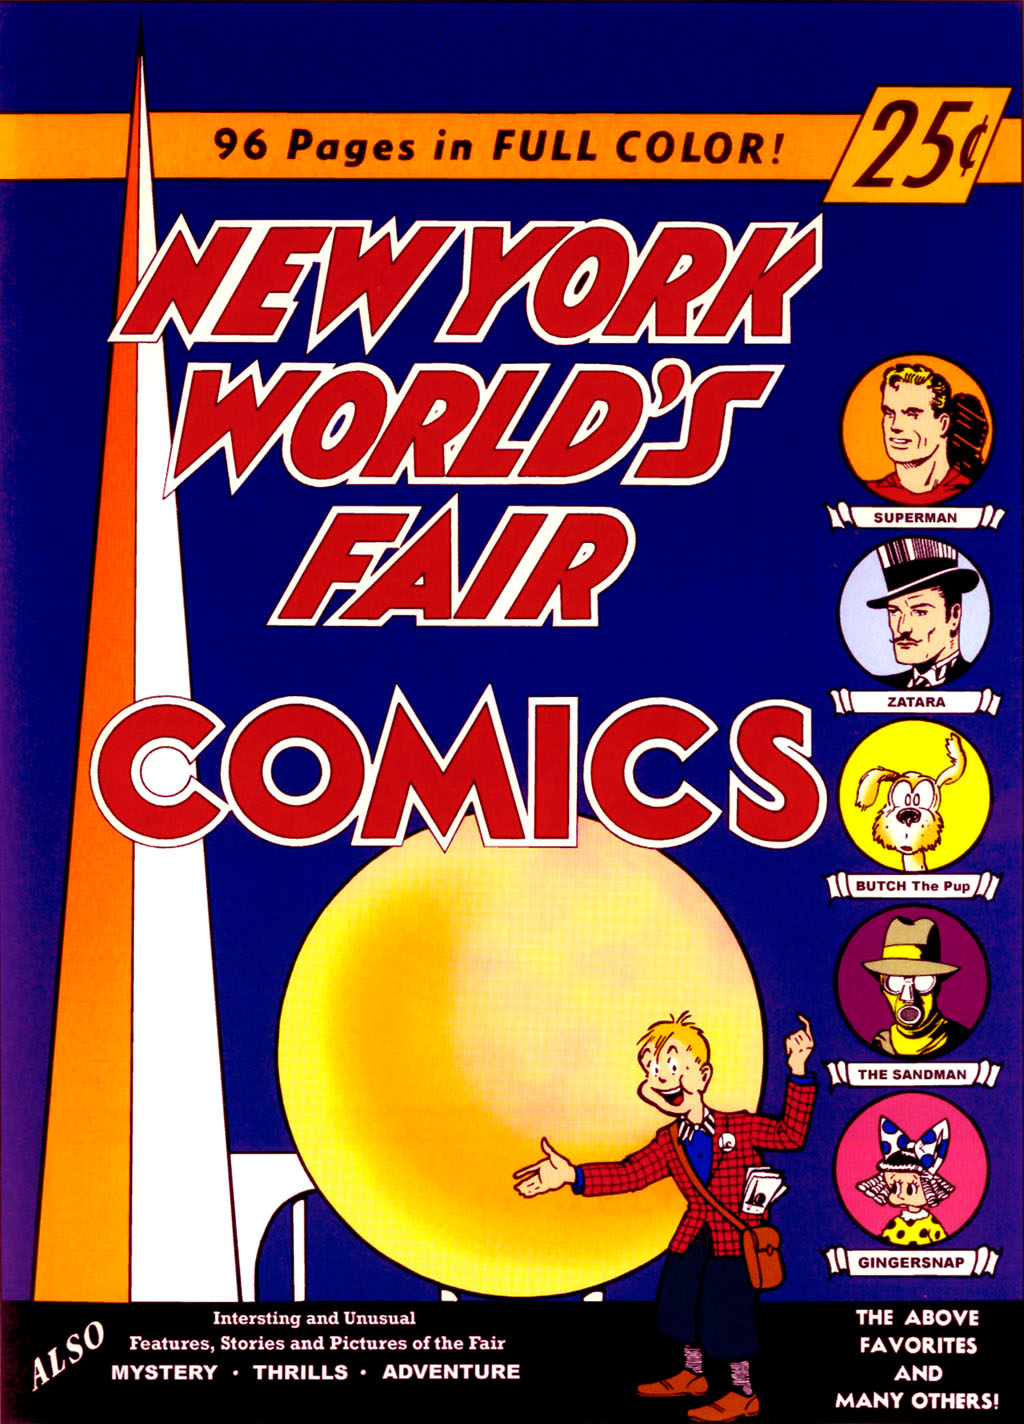 96 Pages in FULL COLOR!
25¢
NEW YORK
WORLD'S
FAIR
COMICS
SUPERMAN
ZATARA
BUTCH The Pup
THE SANDMAN
GINGERSNAP
ALSO
Intersting and Unusual
Features, Stories and Pictures of the Fair
MYSTERY · THRILLS · ADVENTURE
THE ABOVE
FAVORITES
AND
MANY OTHERS!